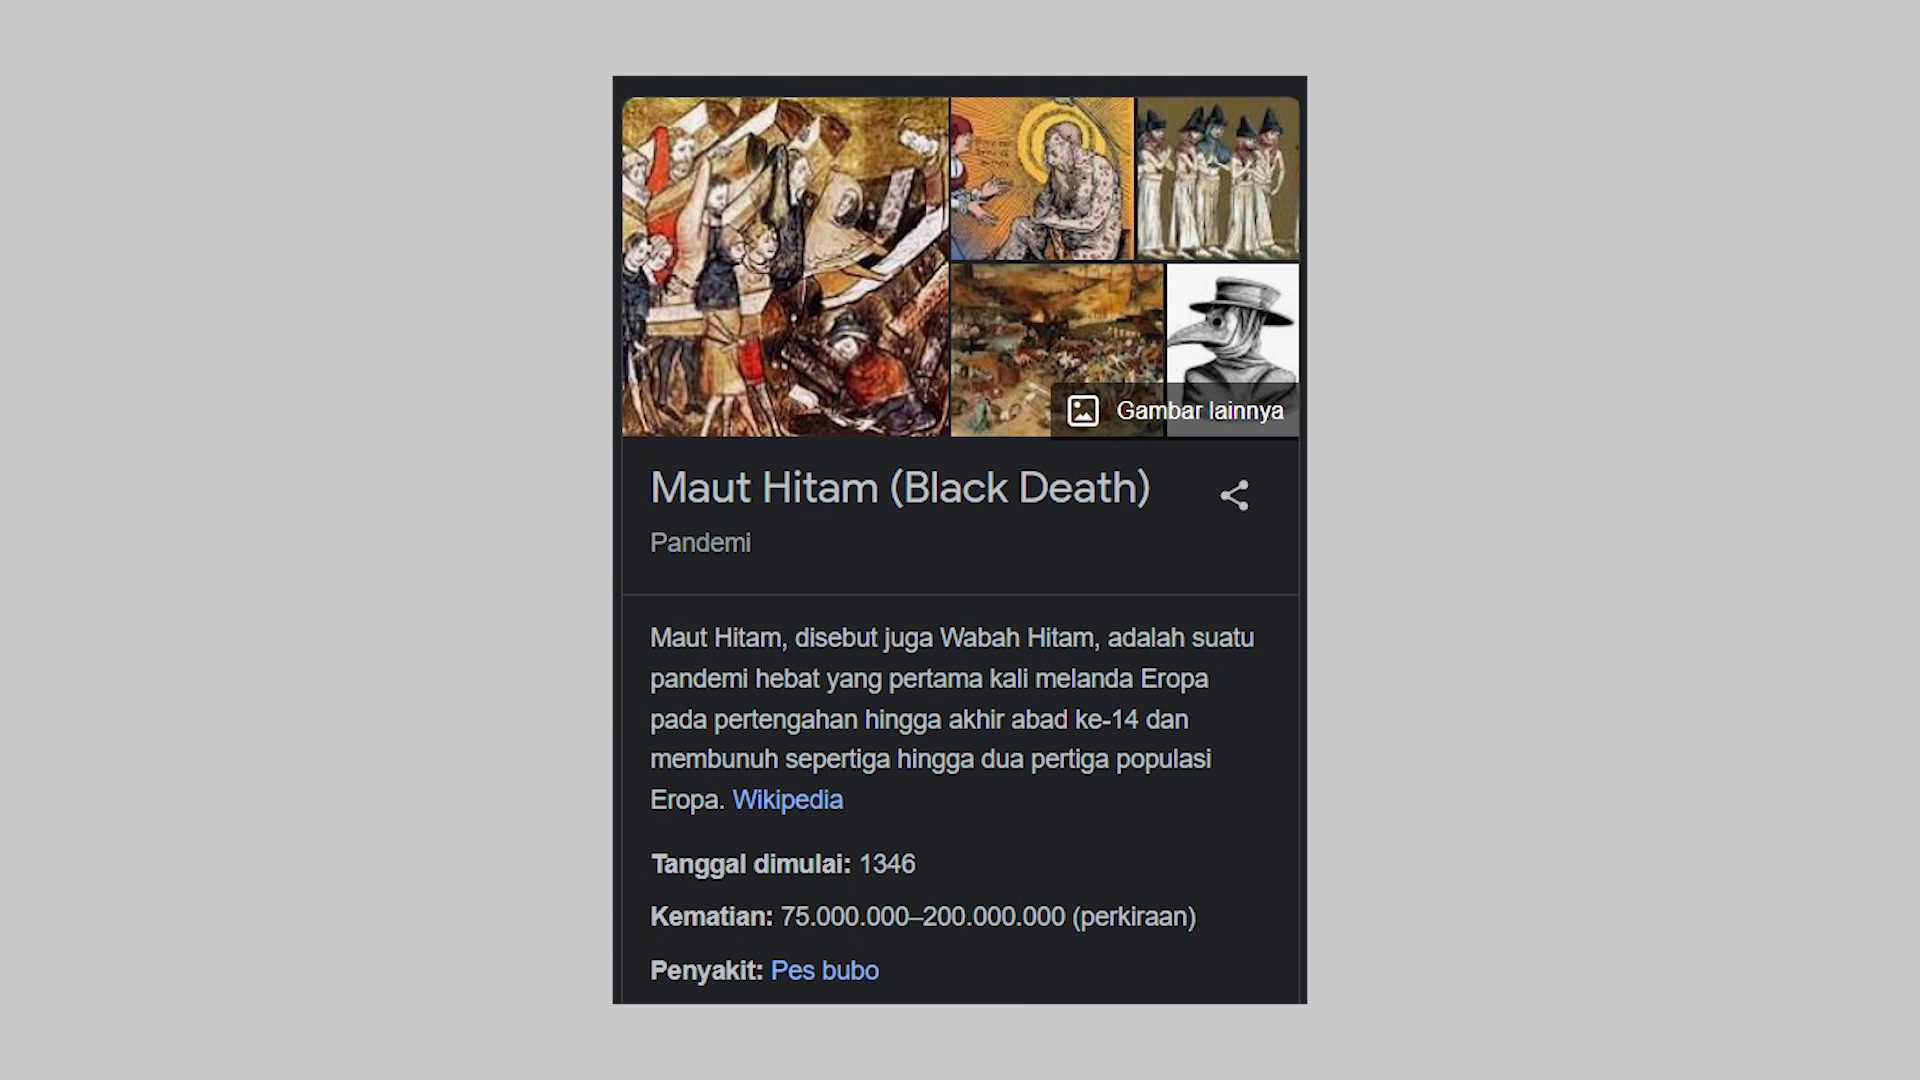 Gambar lainnya
Maut Hitam (Black Death)
Pandemi
Maut Hitam, disebut juga Wabah Hitam, adalah suatu
pandemi hebat yang pertama kali melanda Eropa
pada pertengahan hingga akhir abad ke-14 dan
membunuh sepertiga hingga dua pertiga populasi
Eropa. Wikipedia
Tanggal dimulai: 1346
Kematian: 75.000.000–200.000.000 (perkiraan)
Penyakit: Pes bubo